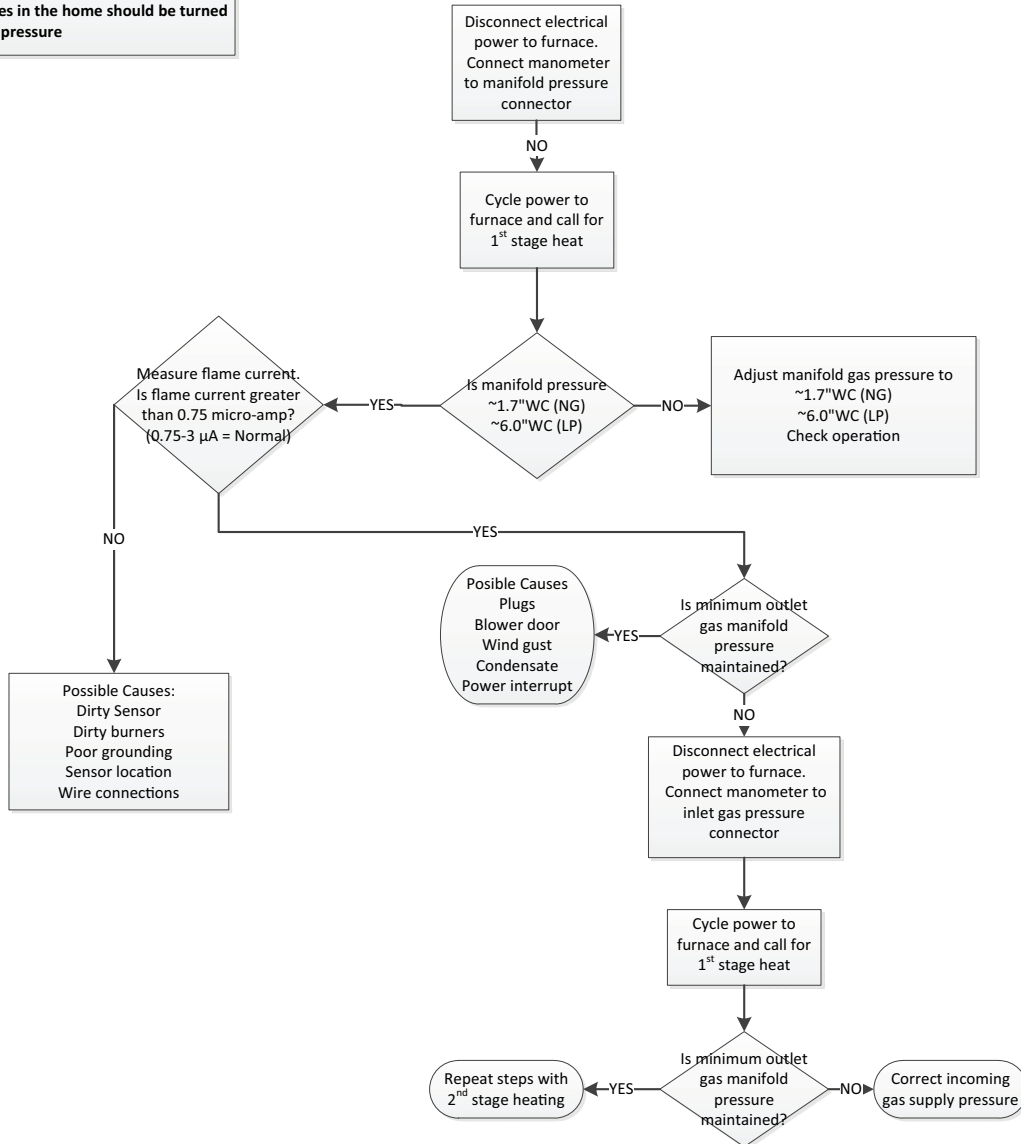 es in the home should be turned
pressure
Disconnect electrical
power to furnace.
Connect manometer
to manifold pressure
connector
NO
Cycle power to
furnace and call for
1st stage heat
Measure flame current.
Is flame current greater
than 0.75 micro-amp?
(0.75-3 µA = Normal)
YES
Is manifold pressure
~1.7"WC (NG)
~6.0"WC (LP)
NO
Adjust manifold gas pressure to
~1.7"WC (NG)
~6.0"WC (LP)
Check operation
NO
YES
Posible Causes
Plugs
Blower door
Wind gust
Condensate
Power interrupt
YES
Is minimum outlet
gas manifold
pressure
maintained?
NO
Possible Causes:
Dirty Sensor
Dirty burners
Poor grounding
Sensor location
Wire connections
Disconnect electrical
power to furnace.
Connect manometer to
inlet gas pressure
connector
Cycle power to
furnace and call for
1st stage heat
Repeat steps with
2nd stage heating
YES
Is minimum outlet
gas manifold
pressure
maintained?
NO
Correct incoming
gas supply pressure